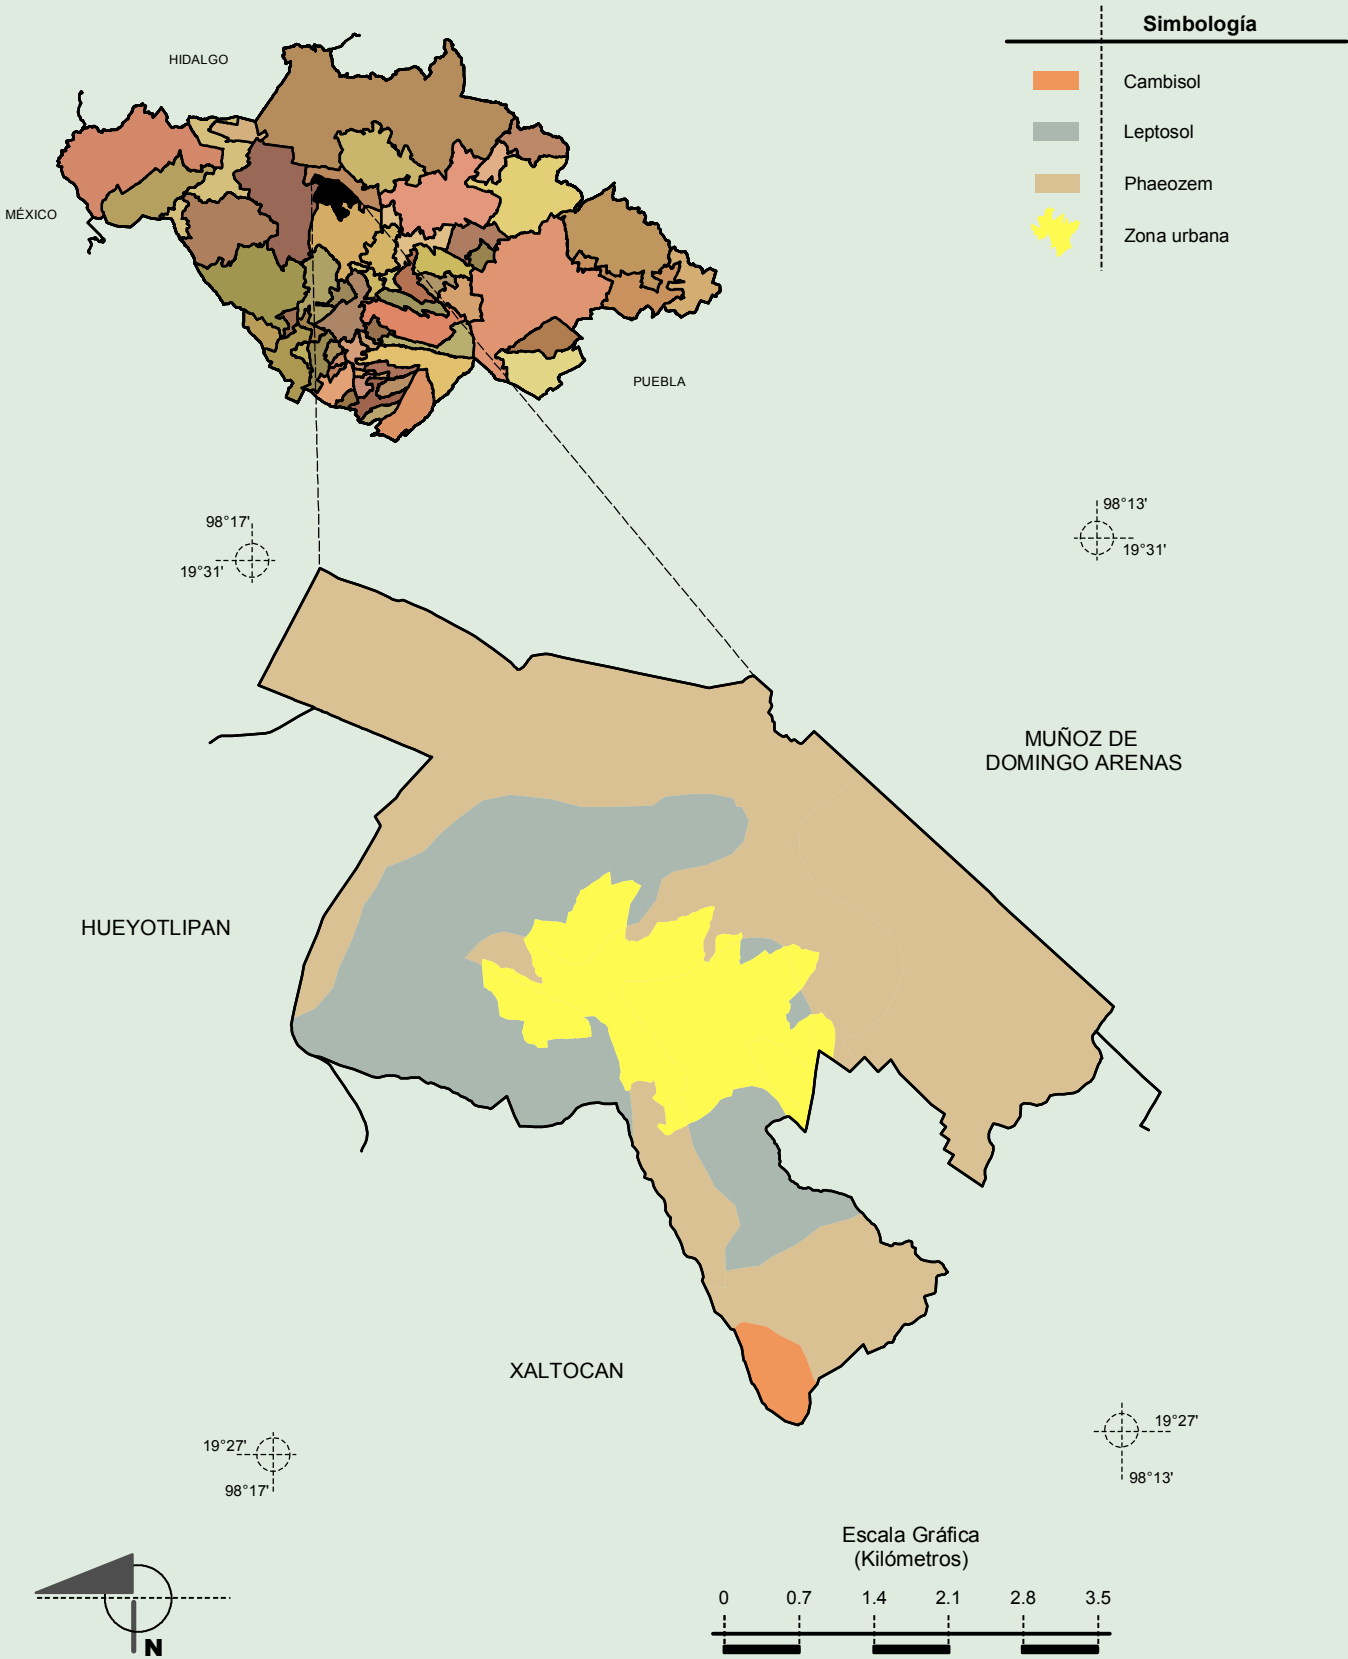 Simbología
Cambisol
Leptosol
Phaeozem
Zona urbana
HIDALGO
MÉXICO
PUEBLA
98°17'
19°31'
98°13'
19°31'
MUÑOZ DE
DOMINGO ARENAS
HUEYOTLIPAN
XALTOCAN
19°27'
98°17'
19°27'
98°13'
Escala Gráfica
(Kilómetros)
0 0.7 1.4 2.1 2.8 3.5
N